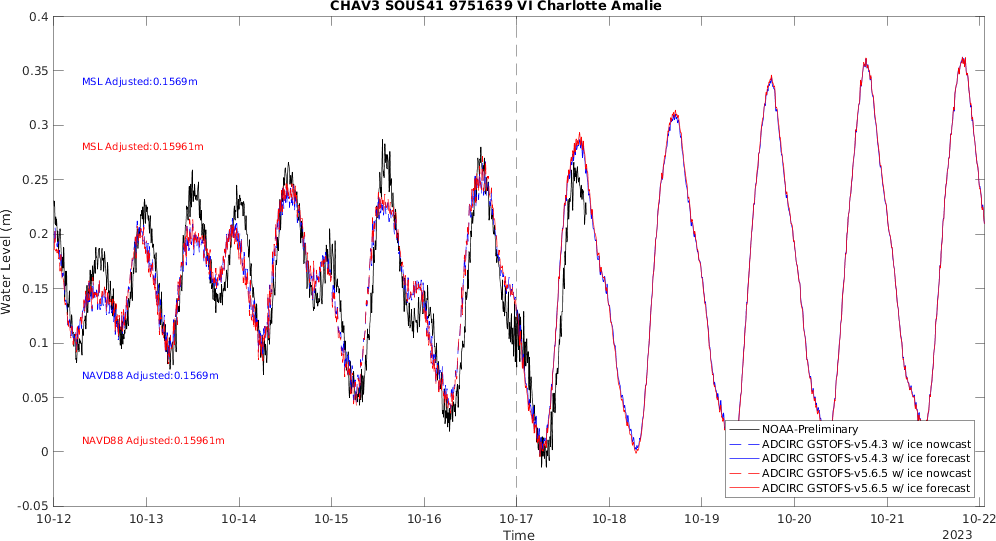 CHAV3 SOUS41 9751639 VI Charlotte Amalie
0.4
0.35
0.3
0.25
0.2
0.15
0.1
0.05
0
-0.05
Water Level (m)
MSL Adjusted:0.1569m
MSL Adjusted:0.15961m
NAVD88 Adjusted:0.1569m
NAVD88 Adjusted:0.15961m
NOAA-Preliminary
ADCIRC GSTOFS-v5.4.3 w/ ice nowcast
ADCIRC GSTOFS-v5.4.3 w/ ice forecast
ADCIRC GSTOFS-v5.6.5 w/ ice nowcast
ADCIRC GSTOFS-v5.6.5 w/ ice forecast
10-12 10-13 10-14 10-15 10-16 10-17 10-18 10-19 10-20 10-21 10-22
Time
2023